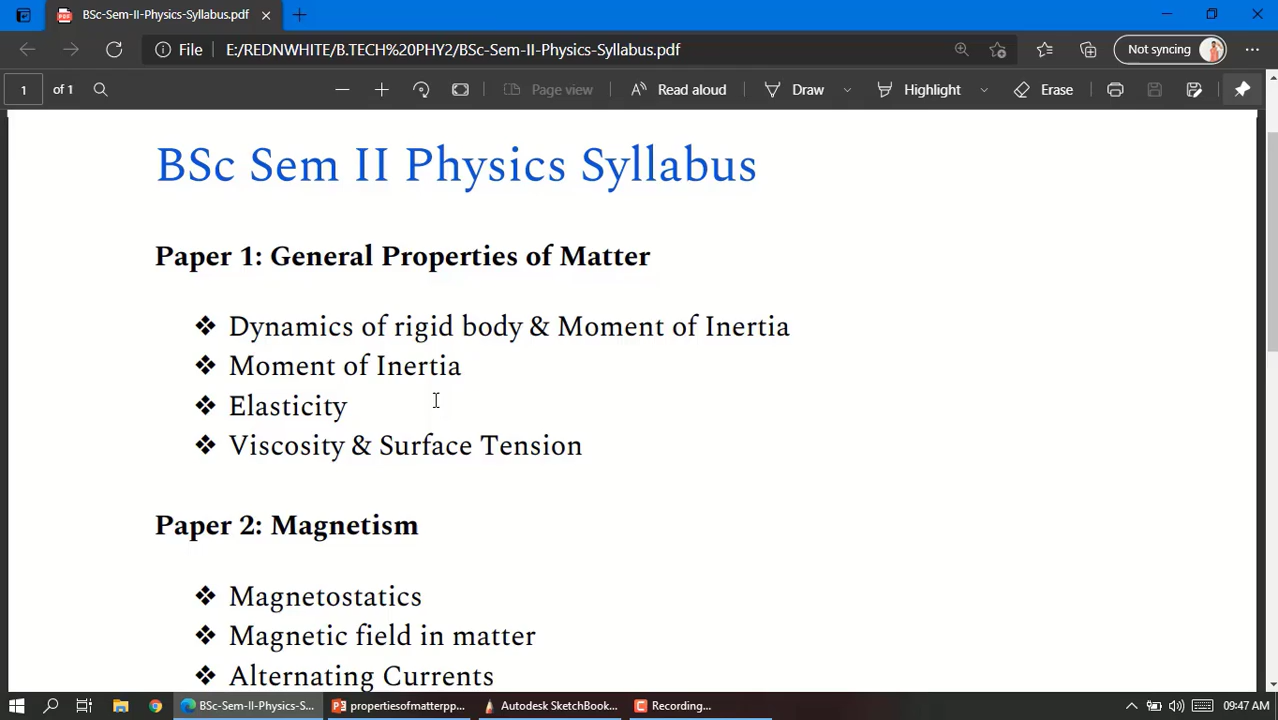 BSc-Sem-II-Physics-Syllabus.pdf
File E:/REDNWHITE/B.TECH%20PHY2/BSc-Sem-II-Physics-Syllabus.pdf Not syncing
1 of 1 Page view Read aloud Draw Highlight Erase
BSc Sem II Physics Syllabus
Paper 1: General Properties of Matter
❖ Dynamics of rigid body & Moment of Inertia
❖ Moment of Inertia
❖ Elasticity
❖ Viscosity & Surface Tension
Paper 2: Magnetism
❖ Magnetostatics
❖ Magnetic field in matter
❖ Alternating Currents
BSc-Sem-II-Physics-S... propertiesofmatterpp... Autodesk SketchBook... Recording... 09:47 AM